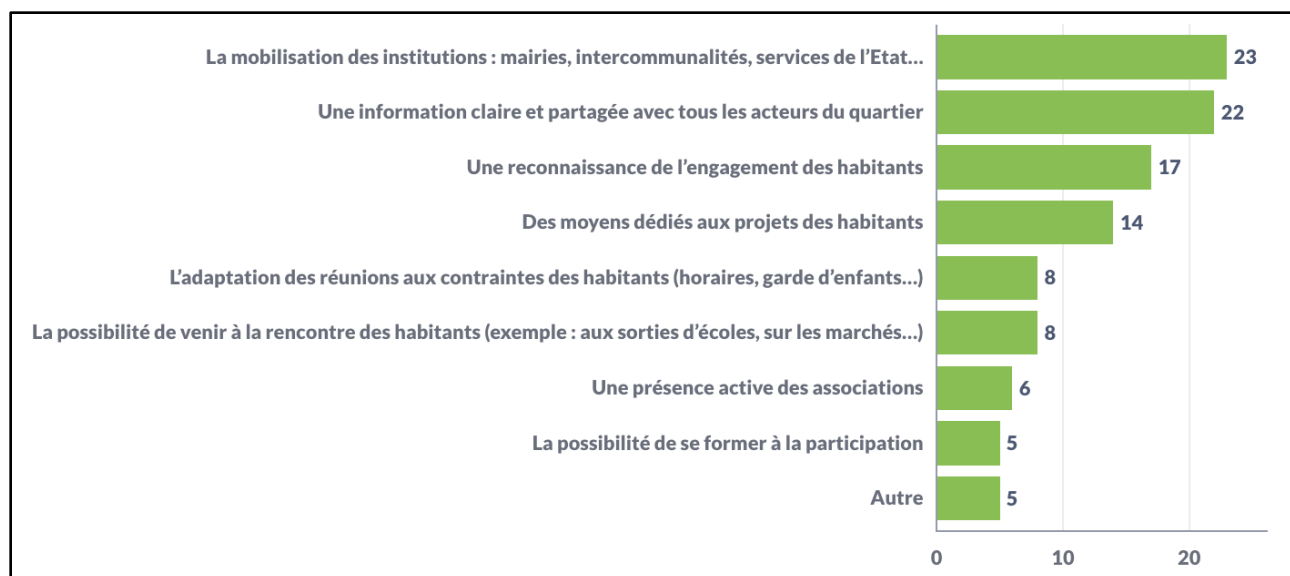 La mobilisation des institutions : mairies, intercommunalités, services de l’Etat... 23
Une information claire et partagée avec tous les acteurs du quartier 22
Une reconnaissance de l’engagement des habitants 17
Des moyens dédiés aux projets des habitants 14
L’adaptation des réunions aux contraintes des habitants (horaires, garde d’enfants...) 8
La possibilité de venir à la rencontre des habitants (exemple : aux sorties d’écoles, sur les marchés...) 8
Une présence active des associations 6
La possibilité de se former à la participation 5
Autre 5
0 10 20